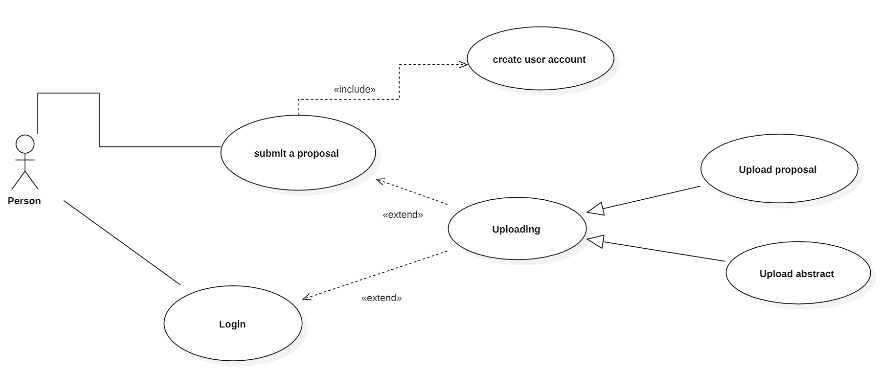 create user account
«include»
submit a proposal
Person
Upload proposal
«extend»
Uploading
Upload abstract
«extend»
Login